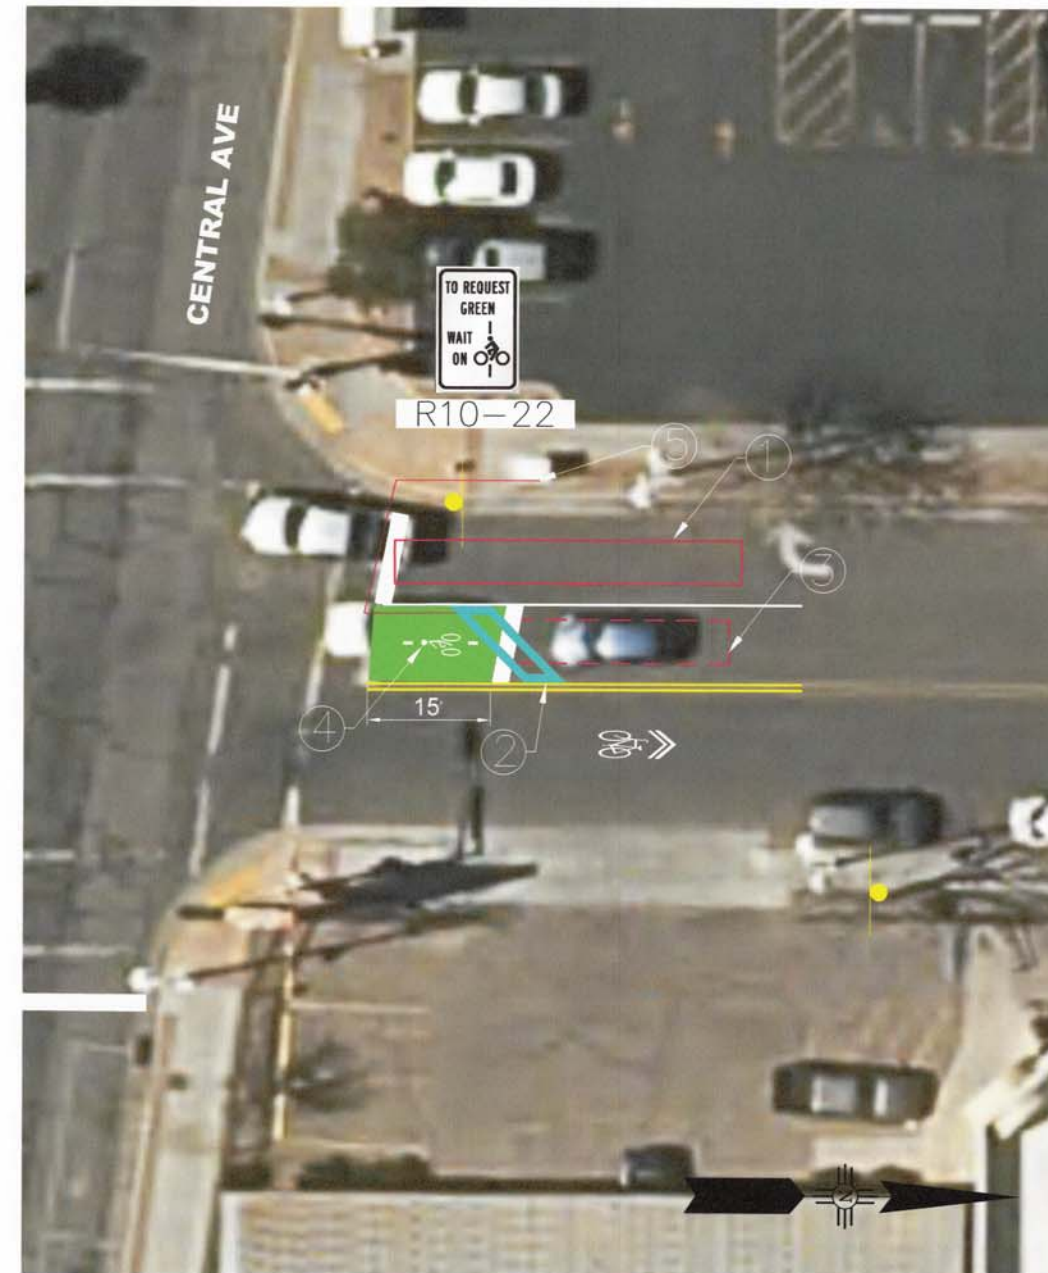 CENTRAL AVE
TO REQUEST
GREEN
WAIT
ON
R10-22
5
1
3
15'
4
2
N